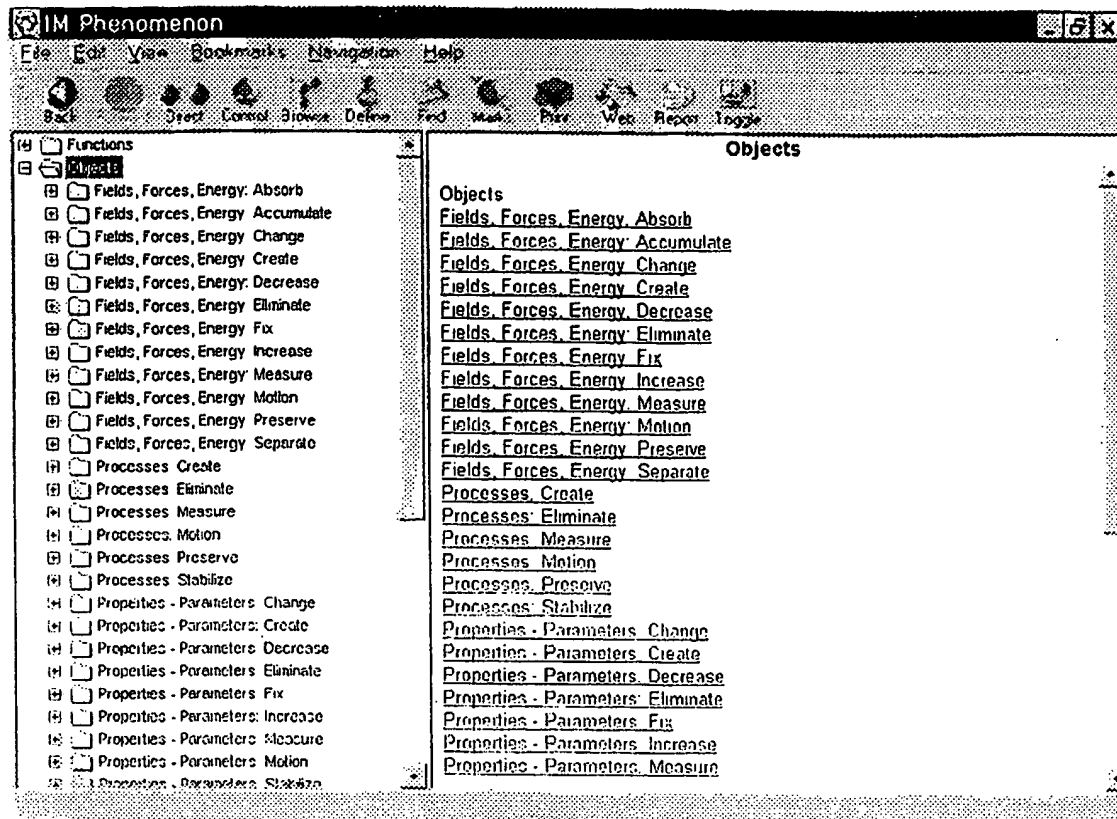 IM Phenomenon
File Edit View Bookmarks Navigation Help
Back Direct Control Browse Define Find Marks Print Web Report Toggle
Functions
Objects
Fields, Forces, Energy: Absorb
Fields, Forces, Energy Accumulate
Fields, Forces, Energy Change
Fields, Forces, Energy Create
Fields, Forces, Energy: Decrease
Fields, Forces, Energy Eliminate
Fields, Forces, Energy Fix
Fields, Forces, Energy Increase
Fields, Forces, Energy: Measure
Fields, Forces, Energy Motion
Fields, Forces, Energy Preserve
Fields, Forces, Energy Separate
Processes Create
Processes Eliminate
Processes Measure
Processes. Motion
Processes Preserve
Processes Stabilize
Properties - Parameters Change
Properties - Parameters: Create
Properties - Parameters Decrease
Properties - Parameters Eliminate
Properties - Parameters Fix
Properties - Parameters: Increase
Properties - Parameters Measure
Properties - Parameters Motion
Properties - Parameters Stabilize
Objects
Objects
Fields, Forces, Energy. Absorb
Fields, Forces, Energy: Accumulate
Fields, Forces, Energy Change
Fields, Forces, Energy Create
Fields, Forces, Energy. Decrease
Fields, Forces, Energy: Eliminate
Fields, Forces, Energy Fix
Fields, Forces, Energy Increase
Fields, Forces, Energy. Measure
Fields, Forces, Energy: Motion
Fields, Forces, Energy Preserve
Fields, Forces, Energy Separate
Processes. Create
Processes: Eliminate
Processes Measure
Processes Motion
Processes. Preserve
Processes: Stabilize
Properties - Parameters Change
Properties - Parameters Create
Properties - Parameters. Decrease
Properties - Parameters: Eliminate
Properties - Parameters Fix
Properties - Parameters Increase
Properties - Parameters. Measure